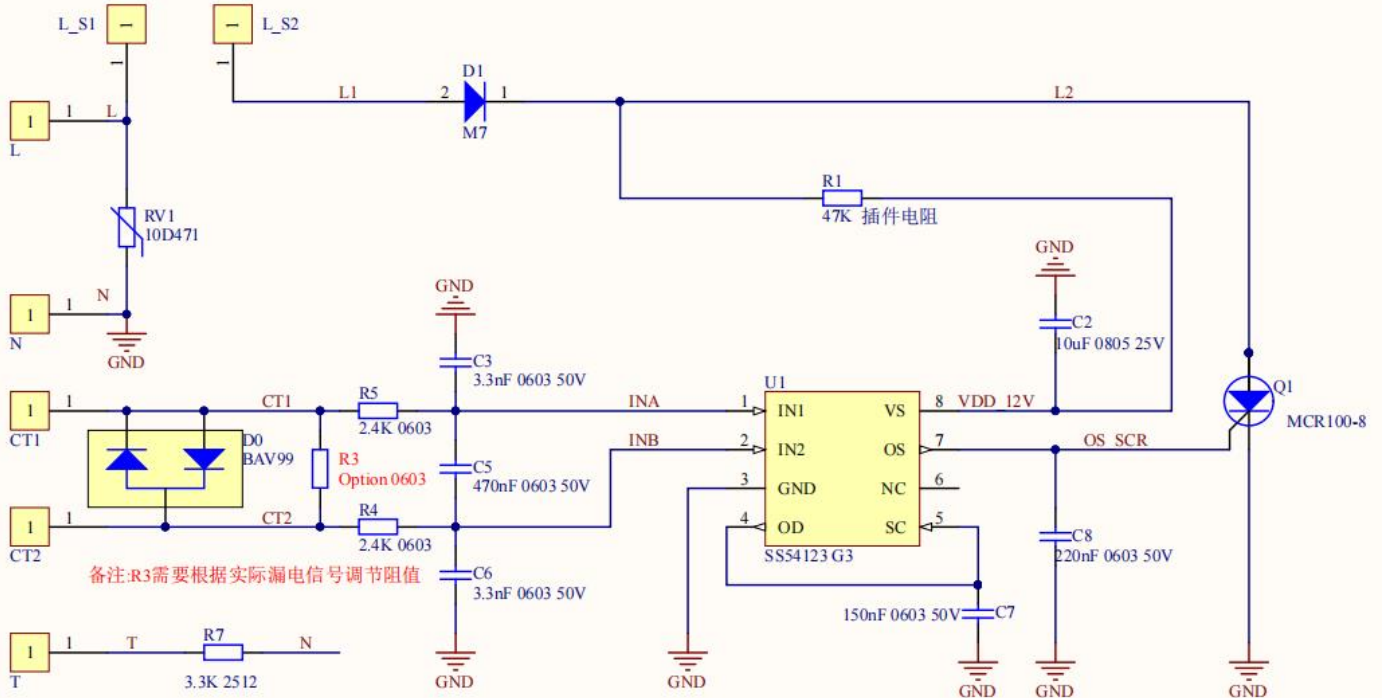 L_S1
1
1
L_S2
1
1
L
1
1
L
L1
2
D1
1
M7
L2
RV1
10D471
R1
47K 插件电阻
N
1
1
N
GND
GND
C3
3.3nF 0603 50V
GND
C2
10uF 0805 25V
CT1
1
1
CT1
D0
BAV99
R3
Option 0603
R5
2.4K 0603
INA
INB
C5
470nF 0603 50V
CT2
1
1
CT2
R4
2.4K 0603
C6
3.3nF 0603 50V
GND
备注:R3需要根据实际漏电信号调节阻值
U1
1
IN1
VS
8
VDD_12V
2
IN2
OS
7
OS_SCR
3
GND
NC
6
4
OD
SC
5
SS54123 G3
Q1
MCR100-8
C8
220nF 0603 50V
150nF 0603 50V
C7
GND
GND
GND
GND
T
1
1
T
R7
N
3.3K 2512